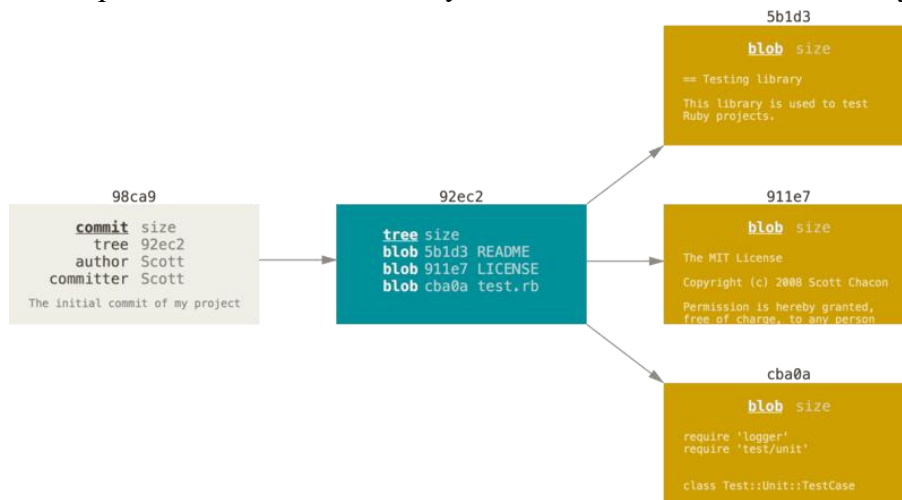 5b1d3
blob size
== Testing library
This library is used to test
Ruby projects.
98ca9
commit size
tree 92ec2
author Scott
committer Scott
The initial commit of my project
92ec2
tree size
blob 5b1d3 README
blob 911e7 LICENSE
blob cba0a test.rb
911e7
blob size
The MIT License
Copyright (c) 2008 Scott Chacon
Permission is hereby granted,
free of charge, to any person
cba0a
blob size
require 'logger'
require 'test/unit'
class Test::Unit::TestCase